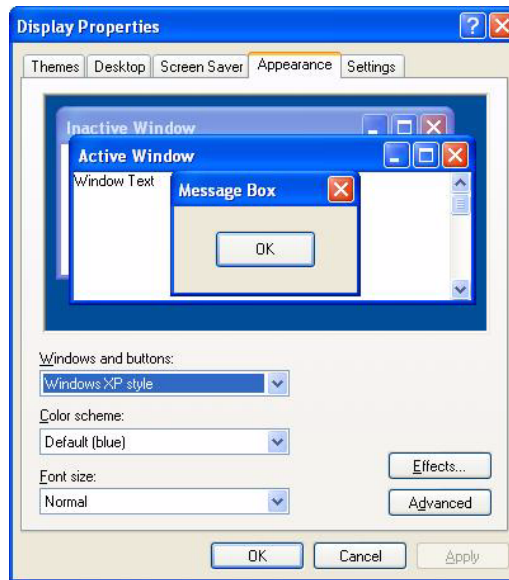 Display Properties
Themes Desktop Screen Saver Appearance Settings
Inactive Window
Active Window
Window Text
Message Box
OK
Windows and buttons:
Windows XP style
Color scheme:
Default (blue)
Font size:
Normal
Effects...
Advanced
OK Cancel Apply